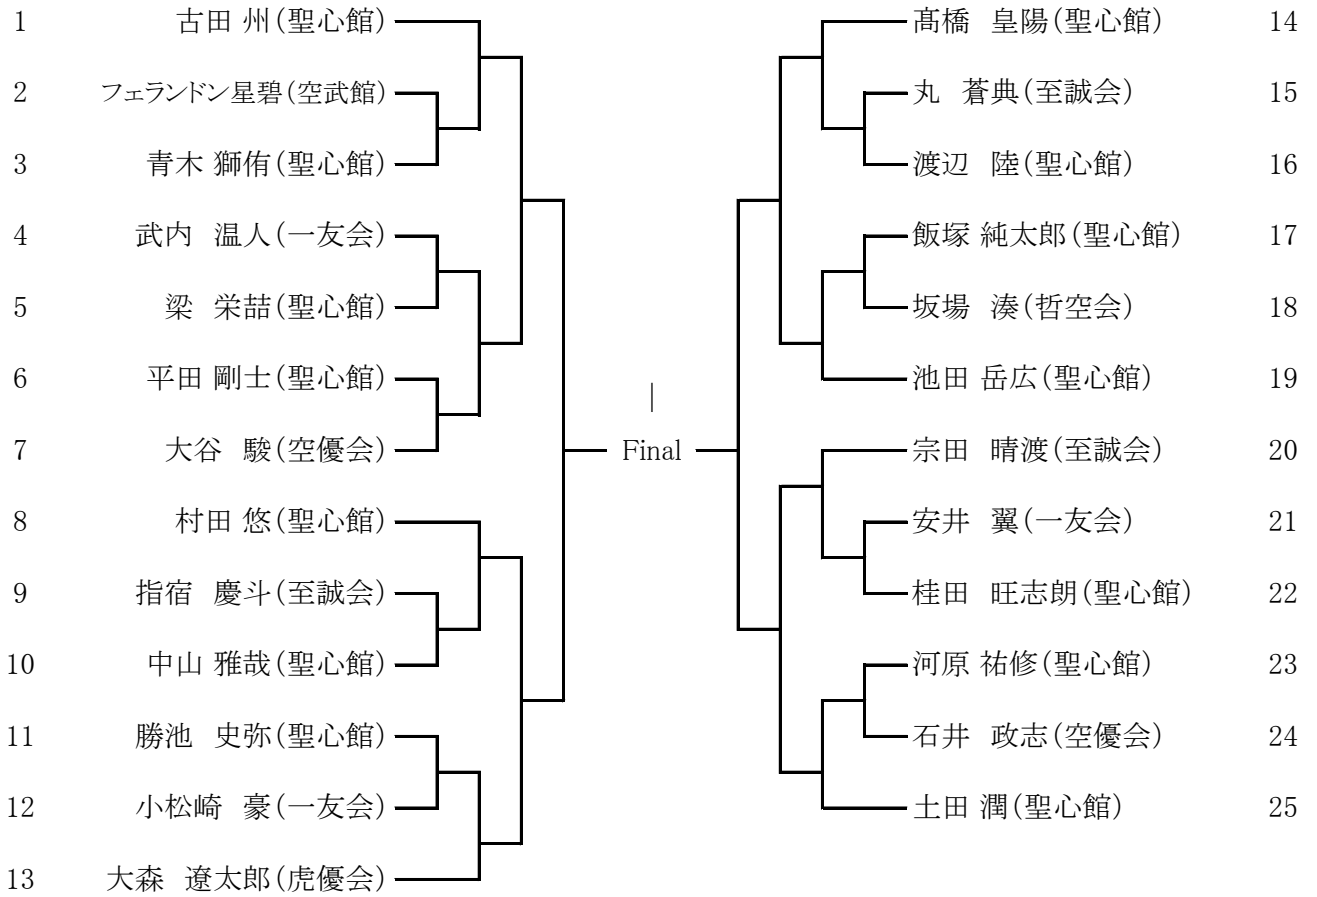 1 古田 州(聖心館)
2 フェランドン星碧(空武館)
3 青木 獅侑(聖心館)
4 武内 温人(一友会)
5 梁 栄喆(聖心館)
6 平田 剛士(聖心館)
7 大谷 駿(空優会)
8 村田 悠(聖心館)
9 指宿 慶斗(至誠会)
10 中山 雅哉(聖心館)
11 勝池 史弥(聖心館)
12 小松崎 豪(一友会)
13 大森 遼太郎(虎優会)
|
Final
髙橋 皇陽(聖心館) 14
丸 蒼典(至誠会) 15
渡辺 陸(聖心館) 16
飯塚 純太郎(聖心館) 17
坂場 湊(哲空会) 18
池田 岳広(聖心館) 19
宗田 晴渡(至誠会) 20
安井 翼(一友会) 21
桂田 旺志朗(聖心館) 22
河原 祐修(聖心館) 23
石井 政志(空優会) 24
土田 潤(聖心館) 25